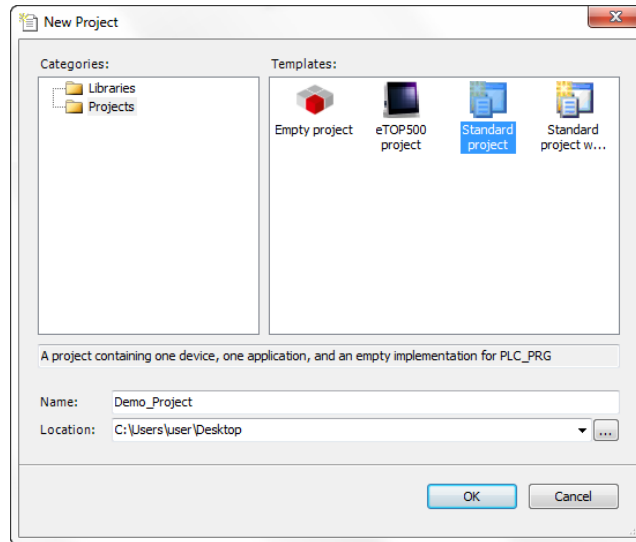 New Project
Categories:
Templates:
Libraries
Projects
Empty project
eTOP500
project
Standard
project
Standard
project w...
A project containing one device, one application, and an empty implementation for PLC_PRG
Name:
Demo_Project
Location:
C:\Users\user\Desktop
...
OK
Cancel